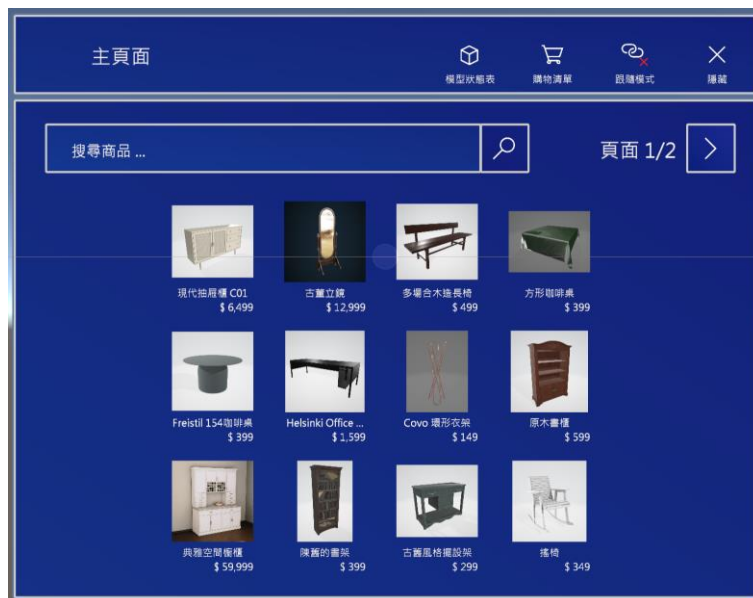 主頁面
模型狀態表
購物清單
跟隨模式
隱藏
搜尋商品 ...
頁面 1/2
現代抽屜櫃 C01
$ 6,499
古董立鏡
$ 12,999
多場合木造長椅
$ 499
方形咖啡桌
$ 399
Freistil 154咖啡桌
$ 399
Helsinki Office ...
$ 1,599
Covo 環形衣架
$ 149
原木書櫃
$ 599
典雅空間櫥櫃
$ 59,999
陳舊的書架
$ 399
古舊風格擺設架
$ 299
搖椅
$ 349